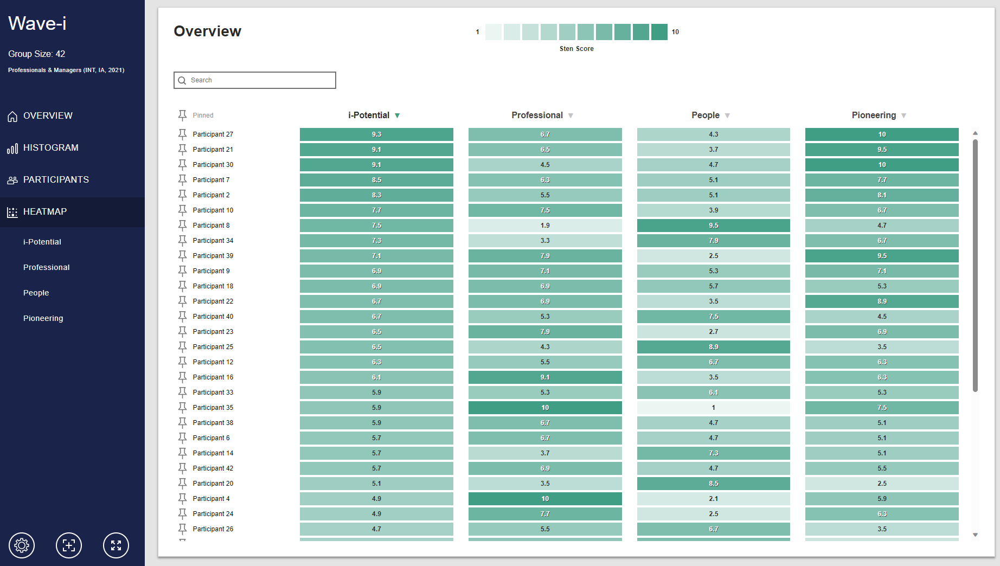 Wave-i
Group Size: 42
Professionals & Managers (INT, IA, 2021)
OVERVIEW
HISTOGRAM
PARTICIPANTS
HEATMAP
i-Potential
Professional
People
Pioneering
Overview
1 10
Sten Score
Search
Pinned i-Potential Professional People Pioneering
Participant 27 9.3 6.7 4.3 10
Participant 21 9.1 6.5 3.7 9.5
Participant 30 9.1 4.5 4.7 10
Participant 7 8.5 6.3 5.1 7.7
Participant 2 8.3 5.5 5.1 8.1
Participant 10 7.7 7.5 3.9 6.7
Participant 8 7.5 1.9 9.5 4.7
Participant 34 7.3 3.3 7.9 6.7
Participant 39 7.1 7.9 2.5 9.5
Participant 9 6.9 7.1 5.3 7.1
Participant 18 6.9 6.9 5.7 5.3
Participant 22 6.7 6.9 3.5 8.9
Participant 40 6.7 5.3 7.5 4.5
Participant 23 6.5 7.9 2.7 6.9
Participant 25 6.5 4.3 8.9 3.5
Participant 12 6.3 5.5 6.7 6.3
Participant 16 6.1 9.1 3.5 6.3
Participant 33 5.9 5.3 6.1 5.3
Participant 35 5.9 10 1 7.5
Participant 38 5.9 6.7 4.7 5.1
Participant 6 5.7 6.7 4.7 5.1
Participant 14 5.7 3.7 7.3 5.1
Participant 42 5.7 6.9 4.7 5.5
Participant 20 5.1 3.5 8.5 2.5
Participant 4 4.9 10 2.1 5.9
Participant 24 4.9 7.7 2.5 6.3
Participant 26 4.7 5.5 6.7 3.5